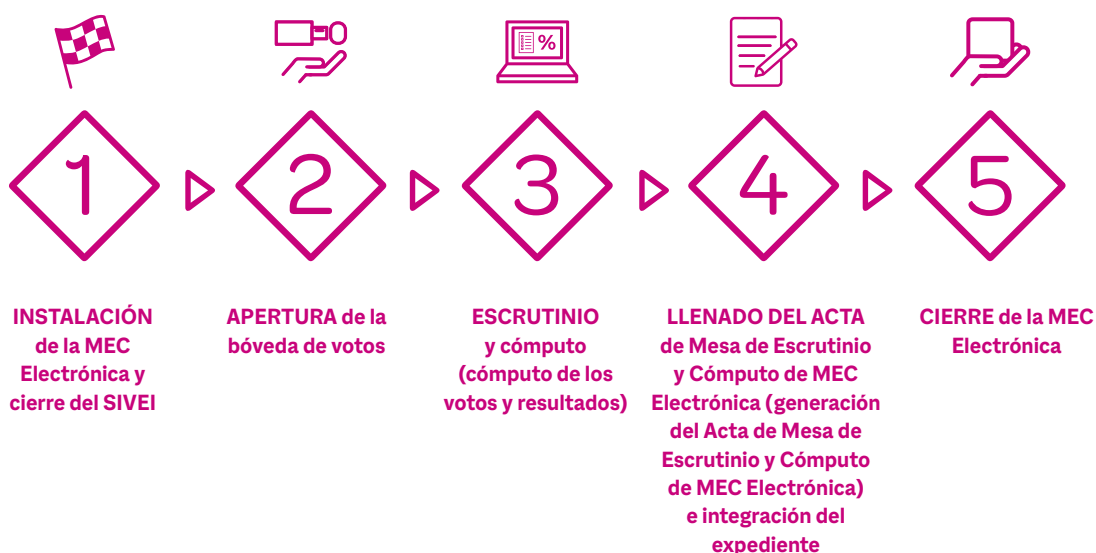 %
1
2
3
4
5
INSTALACIÓN
de la MEC
Electrónica y
cierre del SIVEI
APERTURA de la
bóveda de votos
ESCRUTINIO
y cómputo
(cómputo de los
votos y resultados)
LLENADO DEL ACTA
de Mesa de Escrutinio
y Cómputo de MEC
Electrónica (generación
del Acta de Mesa de
Escrutinio y Cómputo
de MEC Electrónica)
e integración del
expediente
CIERRE de la MEC
Electrónica